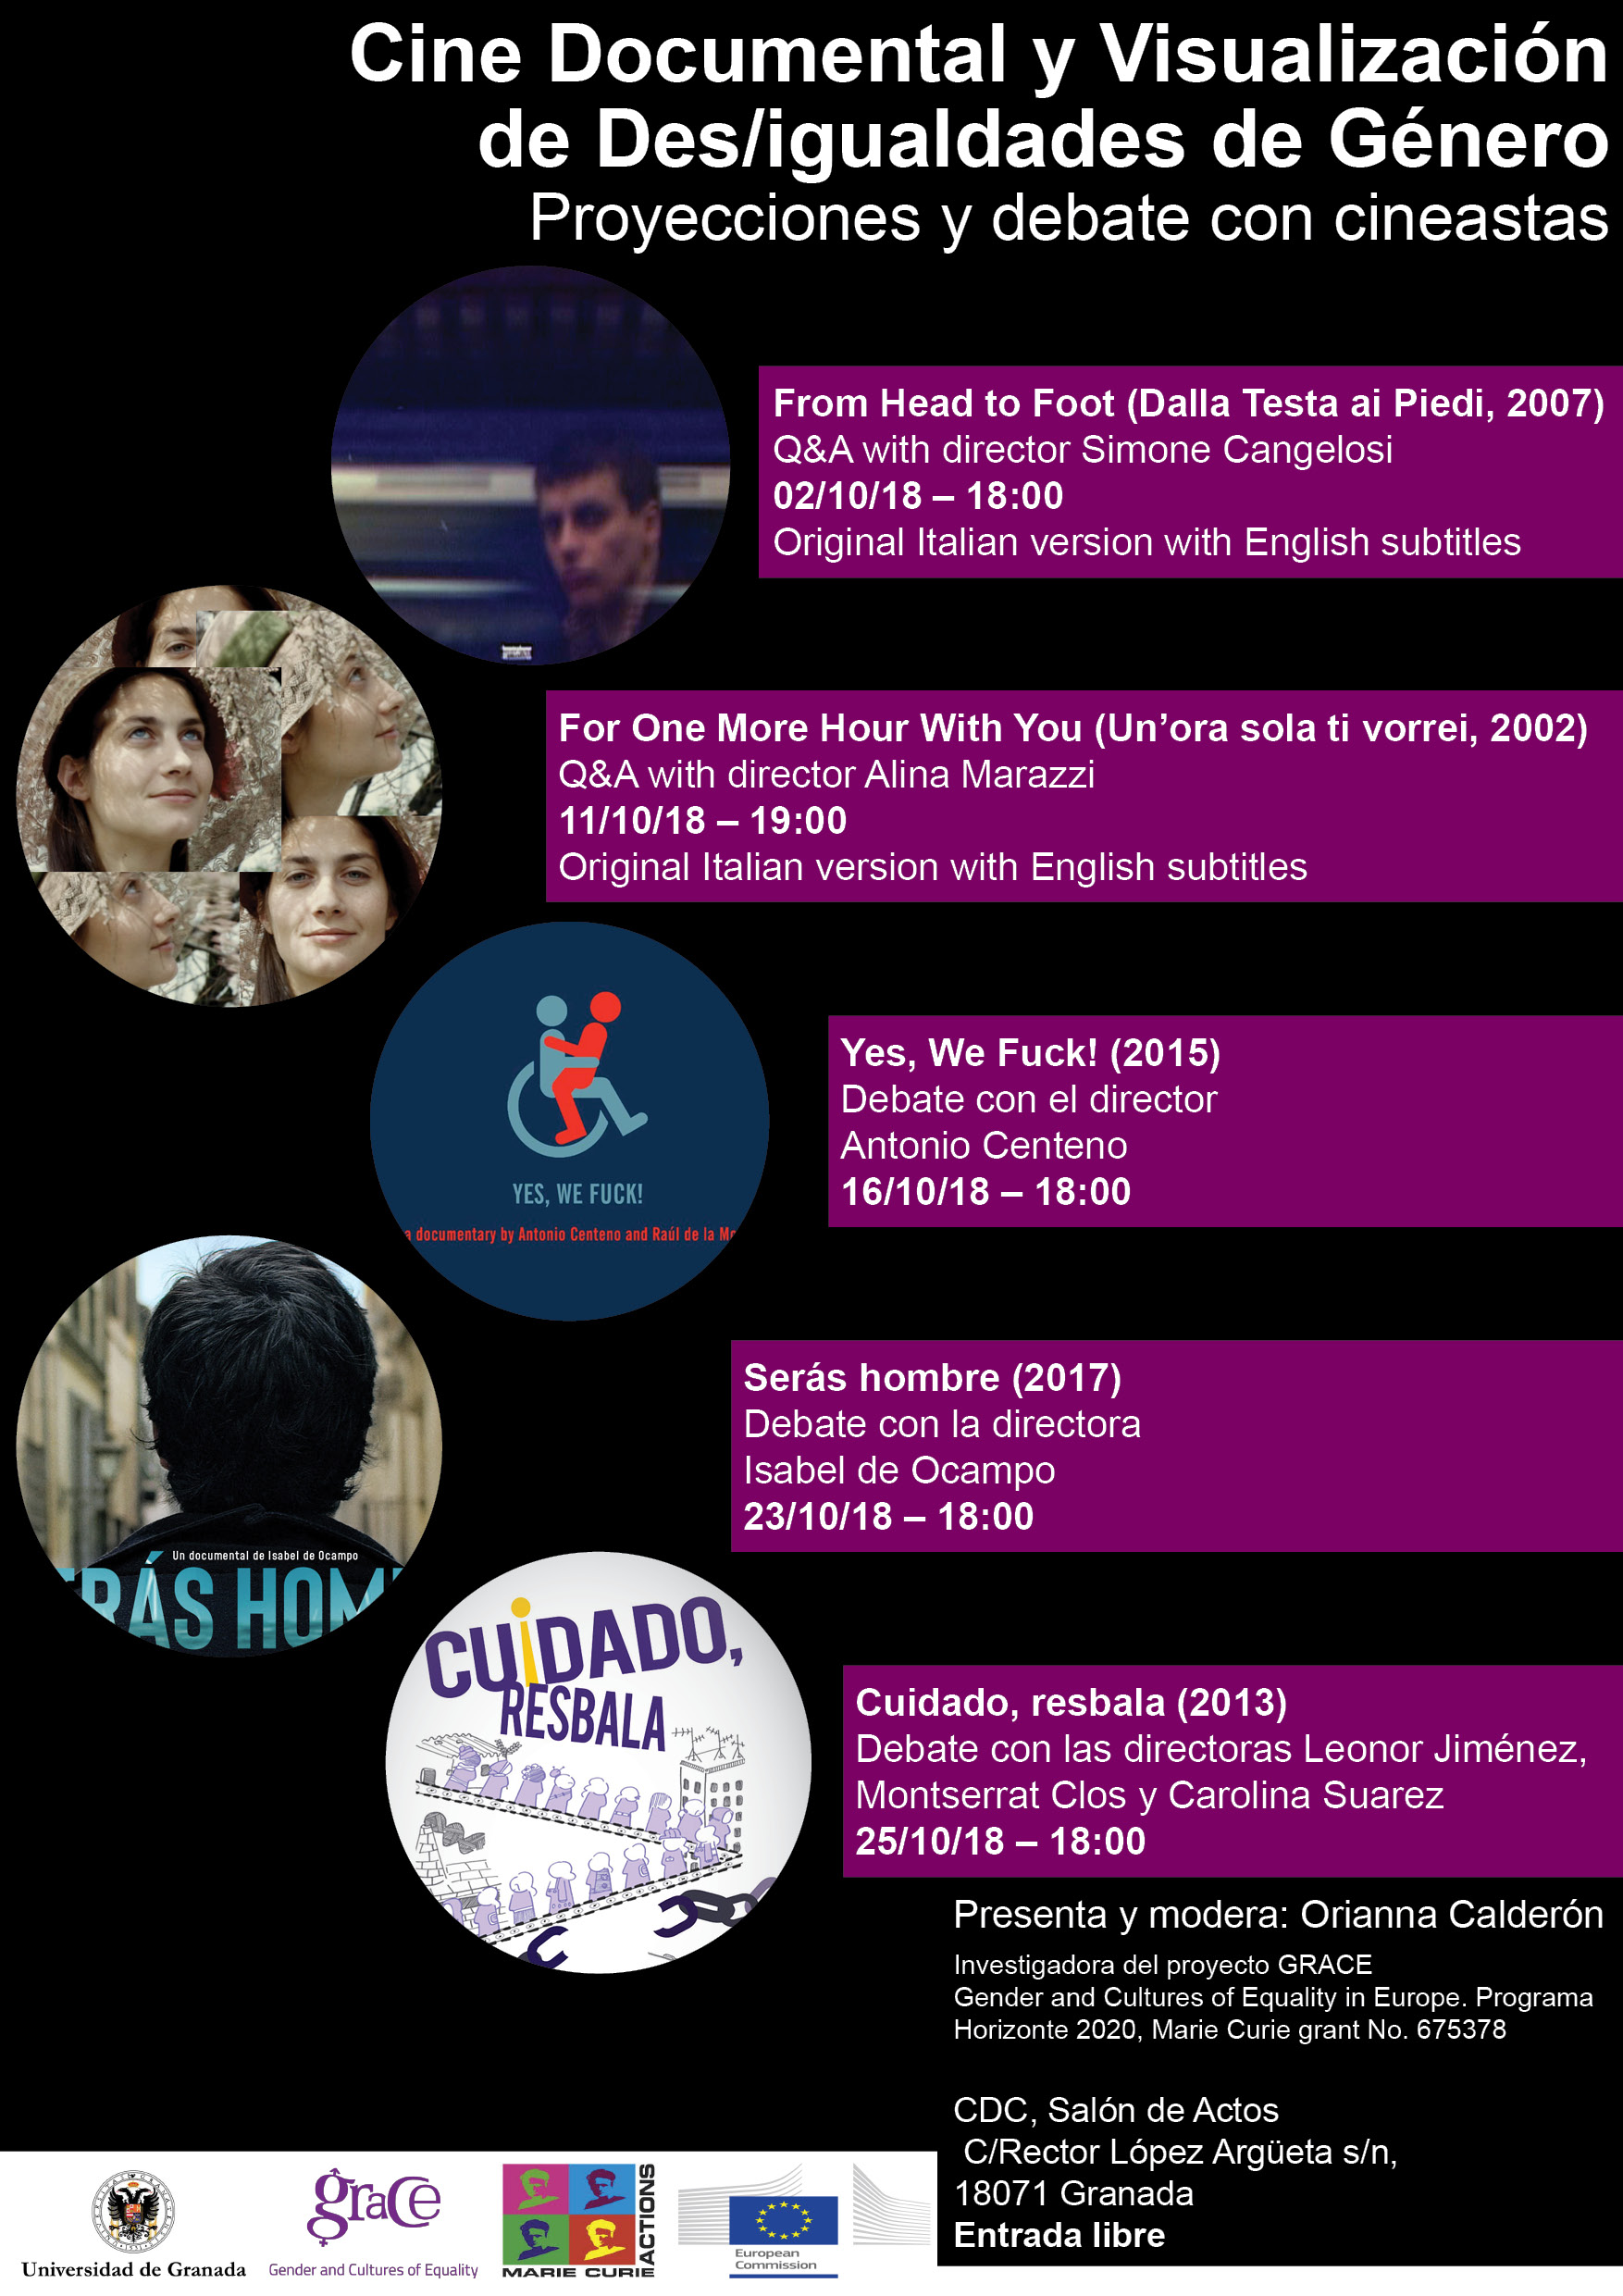 Cine Documental y Visualización
de Des/igualdades de Género
Proyecciones y debate con cineastas
From Head to Foot (Dalla Testa ai Piedi, 2007)
Q&A with director Simone Cangelosi
02/10/18 – 18:00
Original Italian version with English subtitles
For One More Hour With You (Un’ora sola ti vorrei, 2002)
Q&A with director Alina Marazzi
11/10/18 – 19:00
Original Italian version with English subtitles
YES, WE FUCK!
a documentary by Antonio Centeno and Raúl de la Mo
Yes, We Fuck! (2015)
Debate con el director
Antonio Centeno
16/10/18 – 18:00
Un documental de Isabel de Ocampo
ERÁS HOM
Serás hombre (2017)
Debate con la directora
Isabel de Ocampo
23/10/18 – 18:00
CUiDADO,
RESBALA
Cuidado, resbala (2013)
Debate con las directoras Leonor Jiménez,
Montserrat Clos y Carolina Suarez
25/10/18 – 18:00
Presenta y modera: Orianna Calderón
Investigadora del proyecto GRACE
Gender and Cultures of Equality in Europe. Programa
Horizonte 2020, Marie Curie grant No. 675378
CDC, Salón de Actos
C/Rector López Argüeta s/n,
18071 Granada
Entrada libre
Universidad de Granada
grace
Gender and Cultures of Equality
MARIE CURIE
ACTIONS
European
Commission